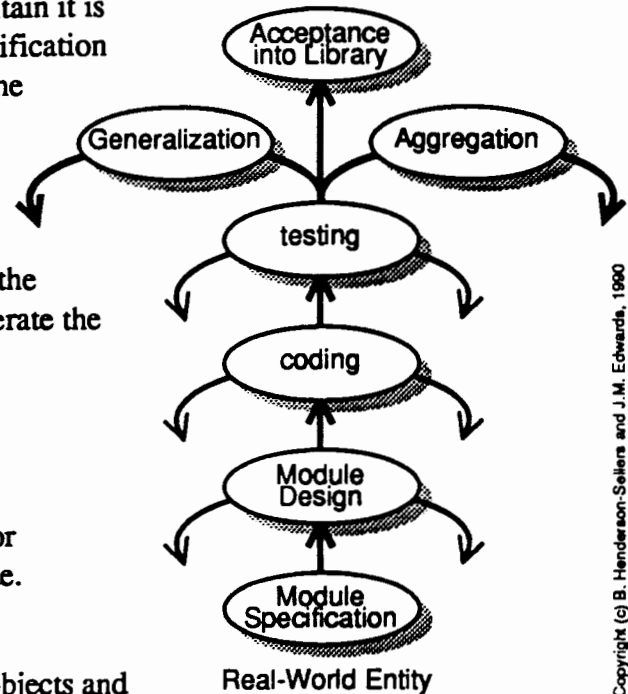 tain it is
ification
ne
the
erate the
or
e.
bjects and
Acceptance
into Library
Generalization
Aggregation
testing
coding
Module
Design
Module
Specification
Real-World Entity
Copyright (c) B. Henderson-Sellers and J.M. Edwards, 1990